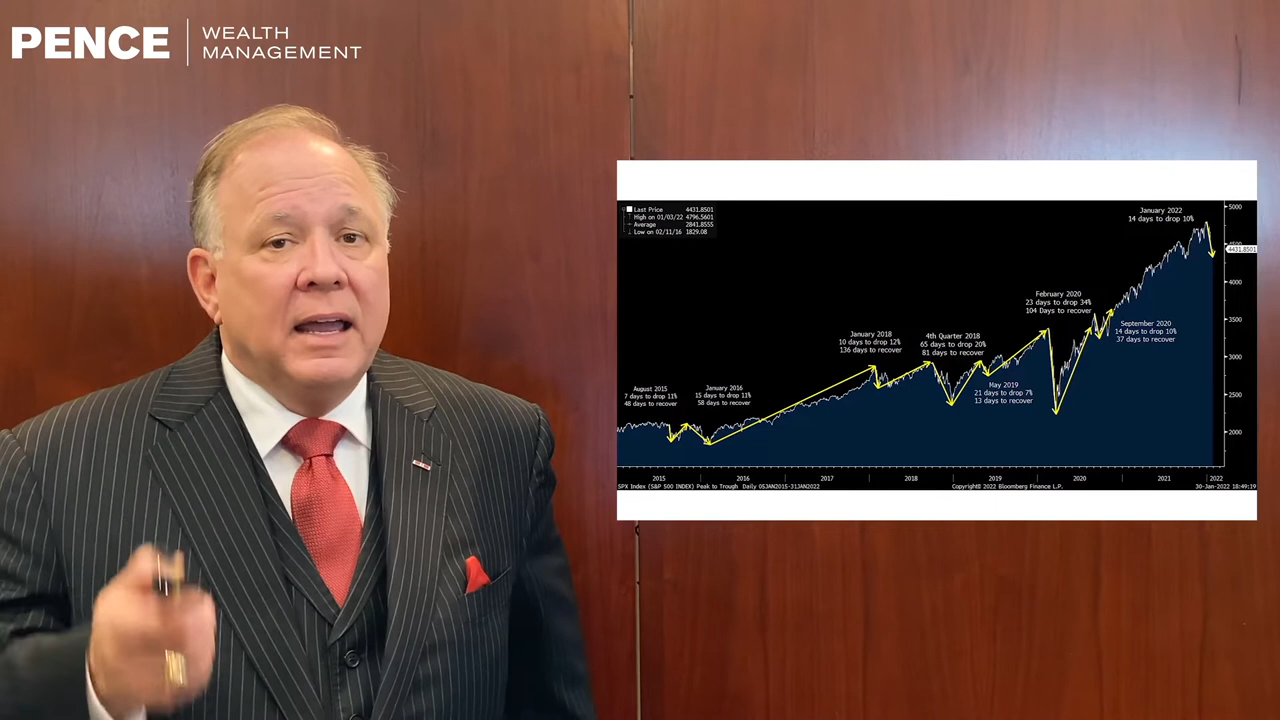 PENCE
WEALTH
MANAGEMENT
Last Price 4431.8501
High on 01/03/22 4796.5601
Average 2841.8555
Low on 02/11/16 1829.08
January 2022
14 days to drop 10%
5000
4500
4431.8501
4000
3500
3000
2500
2000
February 2020
23 days to drop 34%
104 Days to recover
September 2020
14 days to drop 10%
37 days to recover
January 2018
10 days to drop 12%
136 days to recover
4th Quarter 2018
65 days to drop 20%
81 days to recover
May 2019
21 days to drop 7%
13 days to recover
August 2015
7 days to drop 11%
48 days to recover
January 2016
15 days to drop 11%
58 days to recover
2015 2016 2017 2018 2019 2020 2021 2022
SPX Index (S&P 500 INDEX) Peak to Trough Daily 05JAN2015-31JAN2022 Copyright© 2022 Bloomberg Finance L.P. 30-Jan-2022 18:49:19